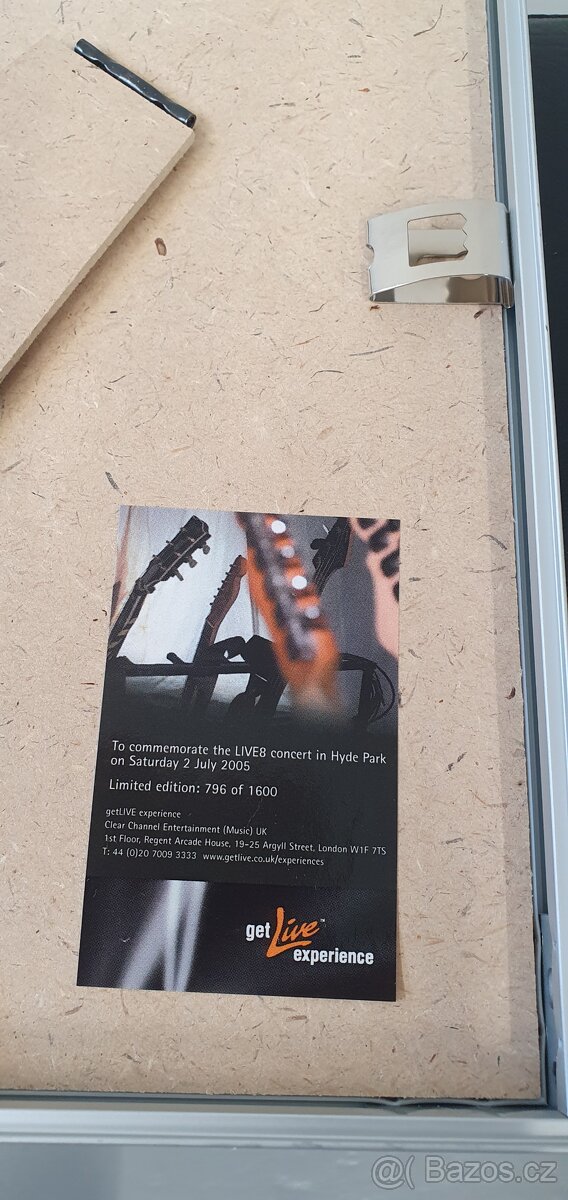 To commemorate the LIVE8 concert in Hyde Park
on Saturday 2 July 2005
Limited edition: 796 of 1600
getLIVE experience
Clear Channel Entertainment (Music) UK
1st Floor, Regent Arcade House, 19-25 Argyll Street, London W1F 7TS
T: 44 (0)20 7009 3333 www.getlive.co.uk/experiences
get Live™
experience
@( Bazos.cz